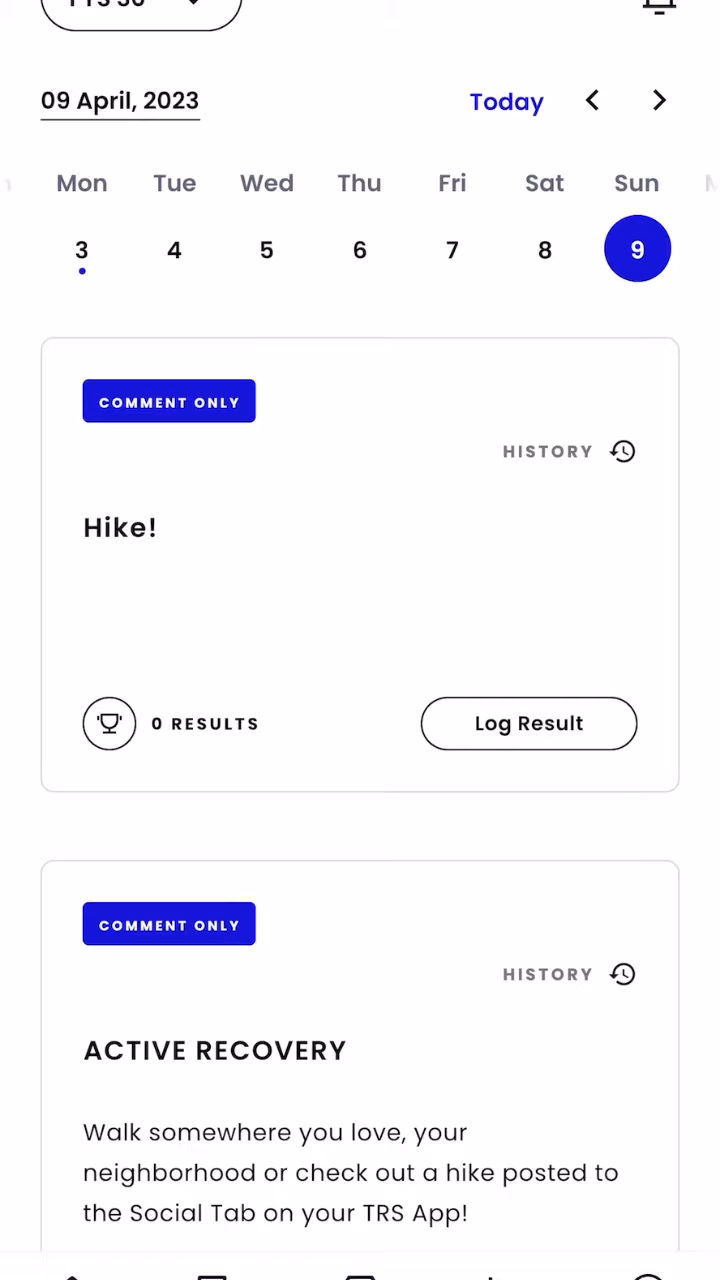 09 April, 2023
Today
Mon Tue Wed Thu Fri Sat Sun
3 4 5 6 7 8 9
COMMENT ONLY
HISTORY
Hike!
0 RESULTS
Log Result
COMMENT ONLY
HISTORY
ACTIVE RECOVERY
Walk somewhere you love, your
neighborhood or check out a hike posted to
the Social Tab on your TRS App!